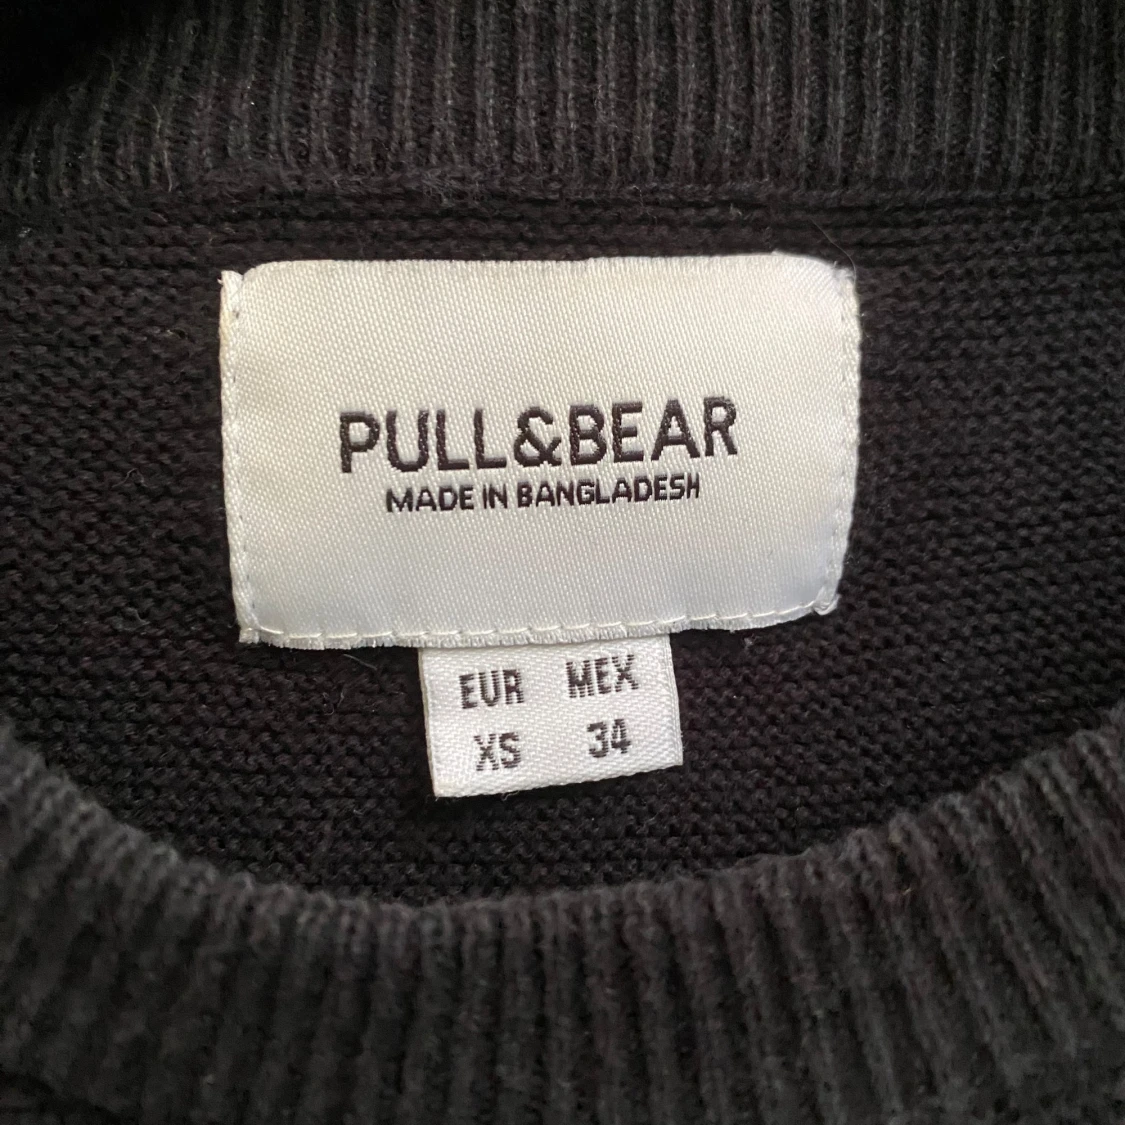 PULL&BEAR
MADE IN BANGLADESH
EUR MEX
XS 34